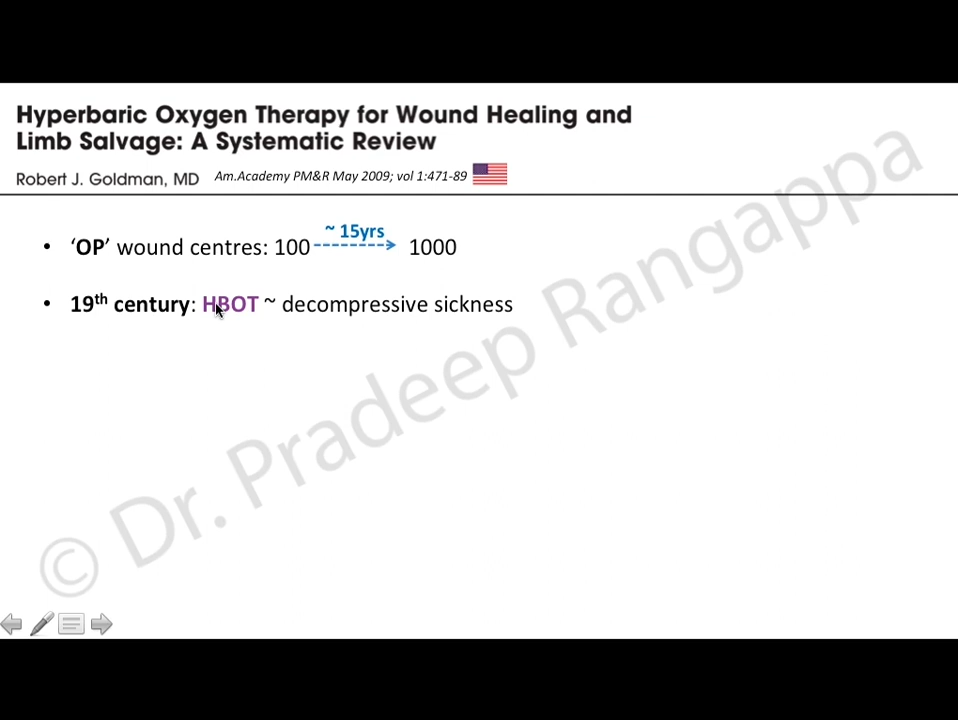 Hyperbaric Oxygen Therapy for Wound Healing and
Limb Salvage: A Systematic Review
Robert J. Goldman, MD Am.Academy PM&R May 2009; vol 1:471-89
~ 15yrs
• ‘OP’ wound centres: 100 1000
• 19th century: HBOT ~ decompressive sickness
© Dr. Pradeep Rangappa